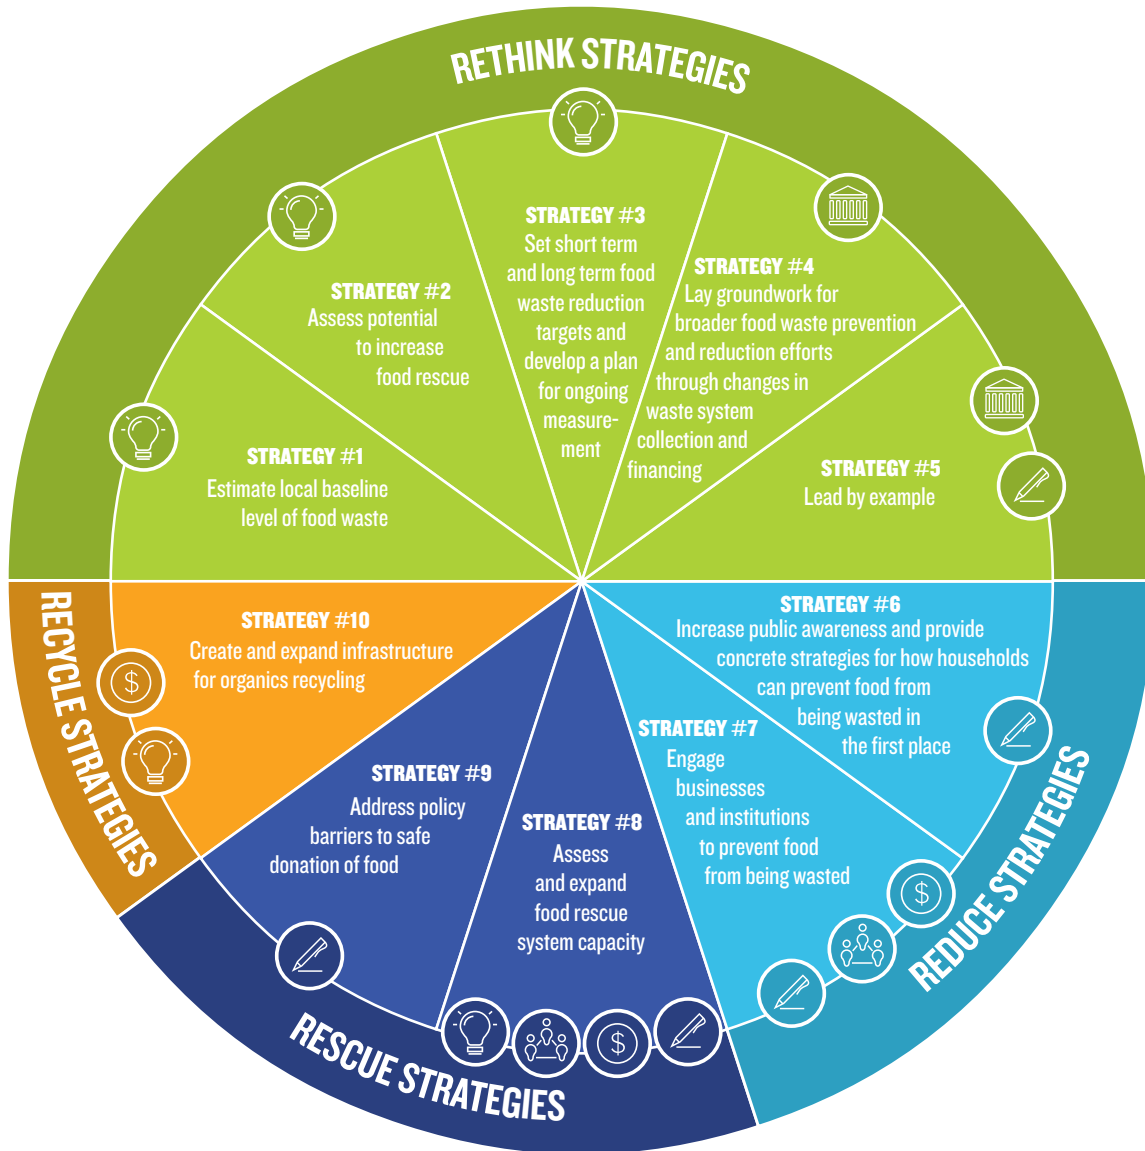 RETHINK STRATEGIES
STRATEGY #1
Estimate local baseline
level of food waste
STRATEGY #2
Assess potential
to increase
food rescue
STRATEGY #3
Set short term
and long term food
waste reduction
targets and
develop a plan
for ongoing
measure-
ment
STRATEGY #4
Lay groundwork for
broader food waste prevention
and reduction efforts
through changes in
waste system
collection and
financing
STRATEGY #5
Lead by example
REDUCE STRATEGIES
STRATEGY #6
Increase public awareness and provide
concrete strategies for how households
can prevent food from
being wasted in
the first place
STRATEGY #7
Engage
businesses
and institutions
to prevent food
from being wasted
$
RESCUE STRATEGIES
STRATEGY #8
Assess
and expand
food rescue
system capacity
$
STRATEGY #9
Address policy
barriers to safe
donation of food
RECYCLE STRATEGIES
STRATEGY #10
Create and expand infrastructure
for organics recycling
$